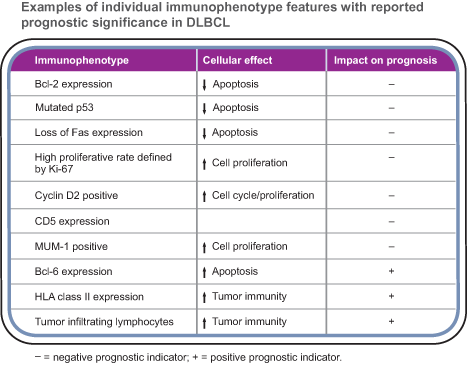 Examples of individual immunophenotype features with reported
prognostic significance in DLBCL
Immunophenotype Cellular effect Impact on prognosis
Bcl-2 expression ↓ Apoptosis –
Mutated p53 ↓ Apoptosis –
Loss of Fas expression ↓ Apoptosis –
High proliferative rate defined
by Ki-67 ↑ Cell proliferation –
Cyclin D2 positive ↑ Cell cycle/proliferation –
CD5 expression –
MUM-1 positive ↑ Cell proliferation –
Bcl-6 expression ↑ Apoptosis +
HLA class II expression ↑ Tumor immunity +
Tumor infiltrating lymphocytes ↑ Tumor immunity +
– = negative prognostic indicator; + = positive prognostic indicator.